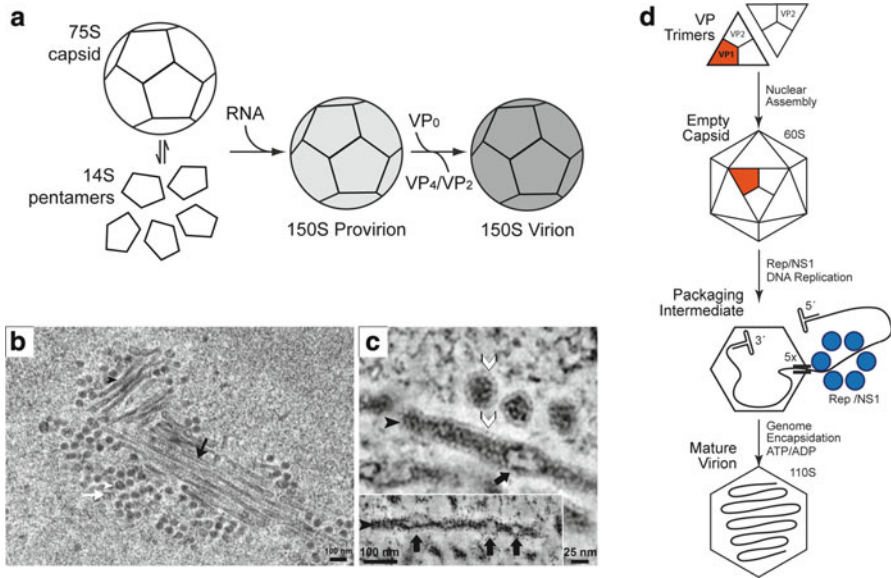 a
75S
capsid
14S
pentamers
RNA
150S Provirion
VP₀
VP₄/VP₂
150S Virion
b
100 nm
c
100 nm
25 nm
d
VP
Trimers
VP2
VP1
VP2
Nuclear
Assembly
Empty
Capsid
60S
Rep/NS1
DNA Replication
Packaging
Intermediate
5´
3´
5x
Rep /NS1
Genome
Encapsidation
ATP/ADP
Mature
Virion
110S